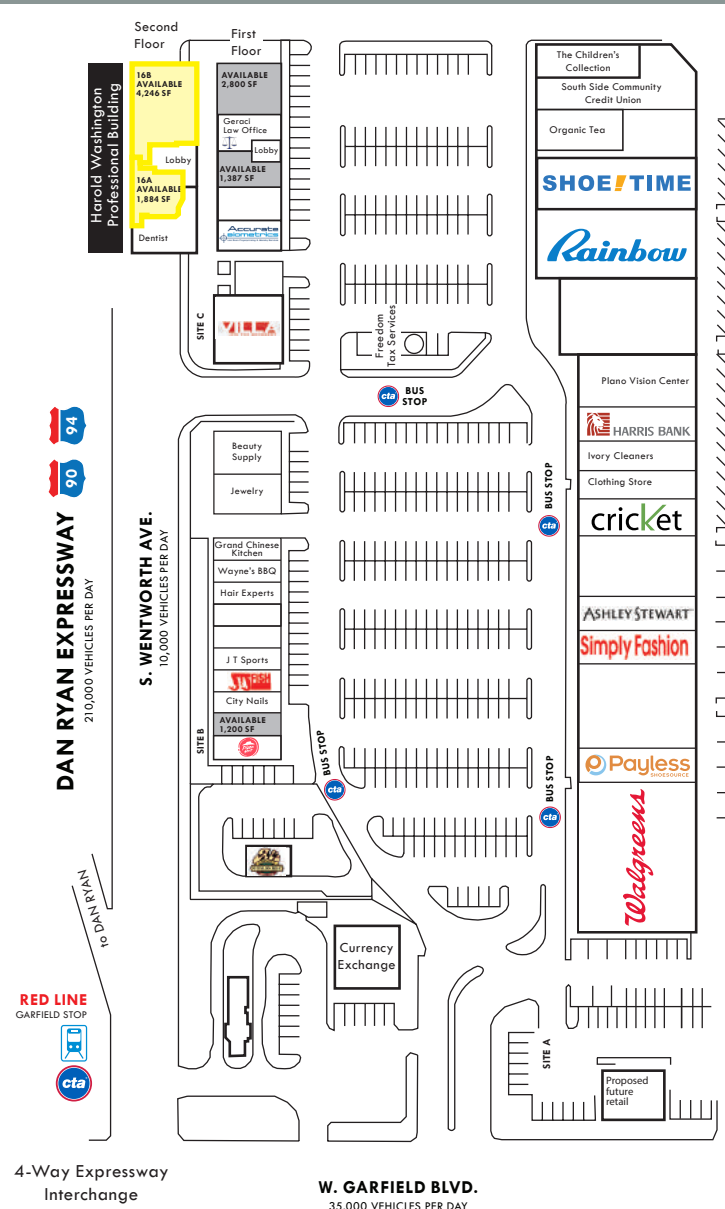 Second
Floor
First
Floor
Harold Washington
Professional Building
16B
AVAILABLE
4,246 SF
Lobby
16A
AVAILABLE
1,884 SF
Dentist
AVAILABLE
2,800 SF
Geraci
Law Office
Lobby
AVAILABLE
1,387 SF
Accurate
Biometrics
SITE C
VILLA
Freedom
Tax Services
cta
BUS
STOP
The Children's
Collection
South Side Community
Credit Union
Organic Tea
SHOE!TIME
Rainbow
Plano Vision Center
HARRIS BANK
Ivory Cleaners
Clothing Store
cricket
ASHLEY STEWART
Simply Fashion
Payless
SHOESOURCE
Walgreens
BUS STOP
cta
BUS STOP
cta
BUS STOP
cta
94
90
DAN RYAN EXPRESSWAY
210,000 VEHICLES PER DAY
S. WENTWORTH AVE.
10,000 VEHICLES PER DAY
Beauty
Supply
Jewelry
Grand Chinese
Kitchen
Wayne's BBQ
Hair Experts
J T Sports
FISH
City Nails
AVAILABLE
1,200 SF
SITE B
to DAN RYAN
Currency
Exchange
RED LINE
GARFIELD STOP
cta
SITE A
Proposed
future
retail
4-Way Expressway
Interchange
W. GARFIELD BLVD.
35,000 VEHICLES PER DAY